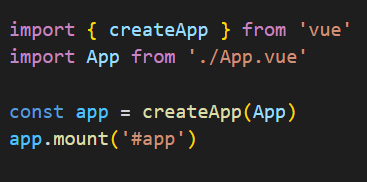 import { createApp } from 'vue'
import App from './App.vue'
const app = createApp(App)
app.mount('#app')